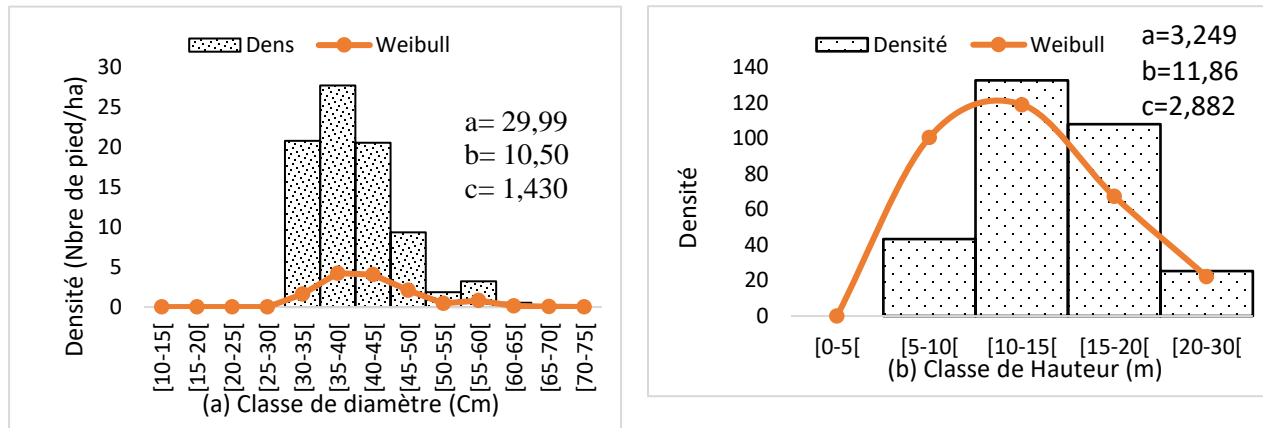 Dens Weibull
30
25
20
15
10
5
0
Densité (Nbre de pied/ha)
a= 29,99
b= 10,50
c= 1,430
[10-15[
[15-20[
[20-25[
[25-30[
[30-35[
[35-40[
[40-45[
[45-50[
[50-55[
[55-60[
[60-65[
[65-70[
[70-75[
(a) Classe de diamètre (Cm)
Densité Weibull
a=3,249
b=11,86
c=2,882
140
120
100
80
60
40
20
0
Densité
[0-5[ [5-10[ [10-15[ [15-20[ [20-30[
(b) Classe de Hauteur (m)